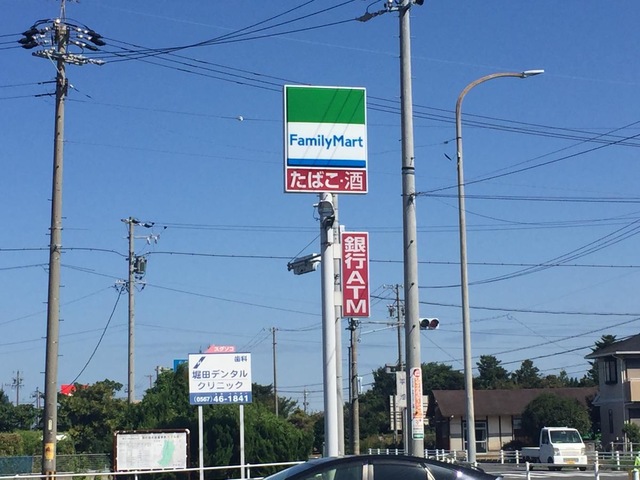 FamilyMart
たばこ・酒
銀行ATM
歯科
堀田デンタル
クリニック
(0567)46-1841